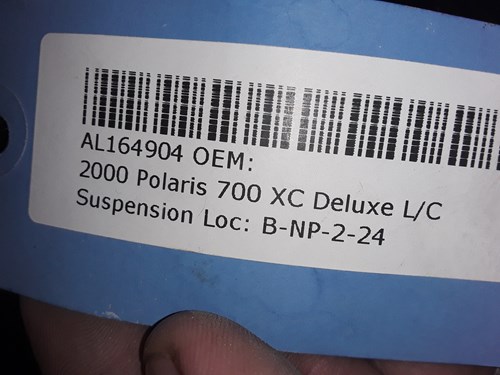 AL164904 OEM:
2000 Polaris 700 XC Deluxe L/C
Suspension Loc: B-NP-2-24